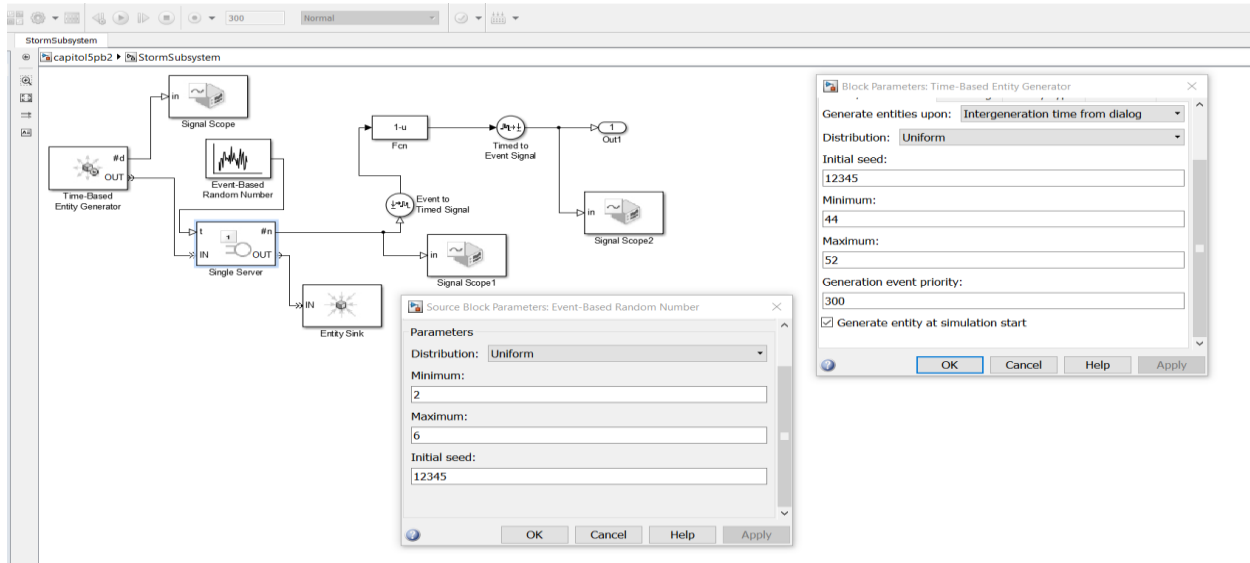 300
Normal
StormSubsystem
capitol5pb2 StormSubsystem
in
Signal Scope
#d
OUT
Time-Based
Entity Generator
Event-Based
Random Number
t
#n
1
IN
OUT
Single Server
IN
Entity Sink
1-u
Fcn
Timed to
Event Signal
1
Out1
Event to
Timed Signal
in
Signal Scope1
in
Signal Scope2
Source Block Parameters: Event-Based Random Number
Parameters
Distribution: Uniform
Minimum:
2
Maximum:
6
Initial seed:
12345
OK Cancel Help Apply
Block Parameters: Time-Based Entity Generator
Generate entities upon: Intergeneration time from dialog
Distribution: Uniform
Initial seed:
12345
Minimum:
44
Maximum:
52
Generation event priority:
300
Generate entity at simulation start
OK Cancel Help Apply